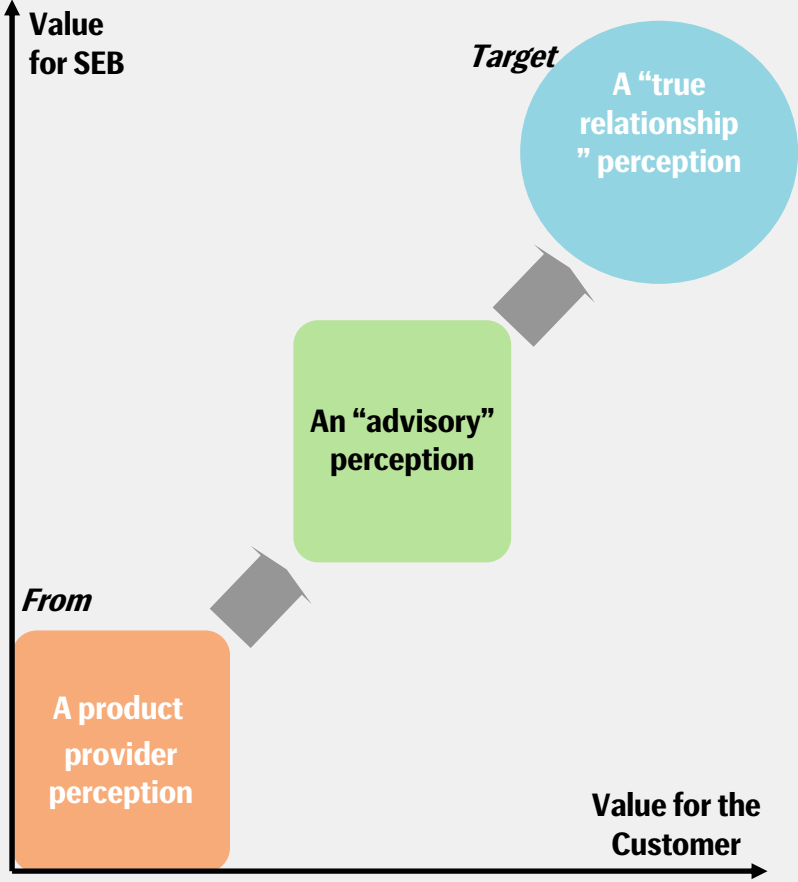 Value
for SEB
Target
A “true
relationship
” perception
An “advisory”
perception
From
A product
provider
perception
Value for the
Customer